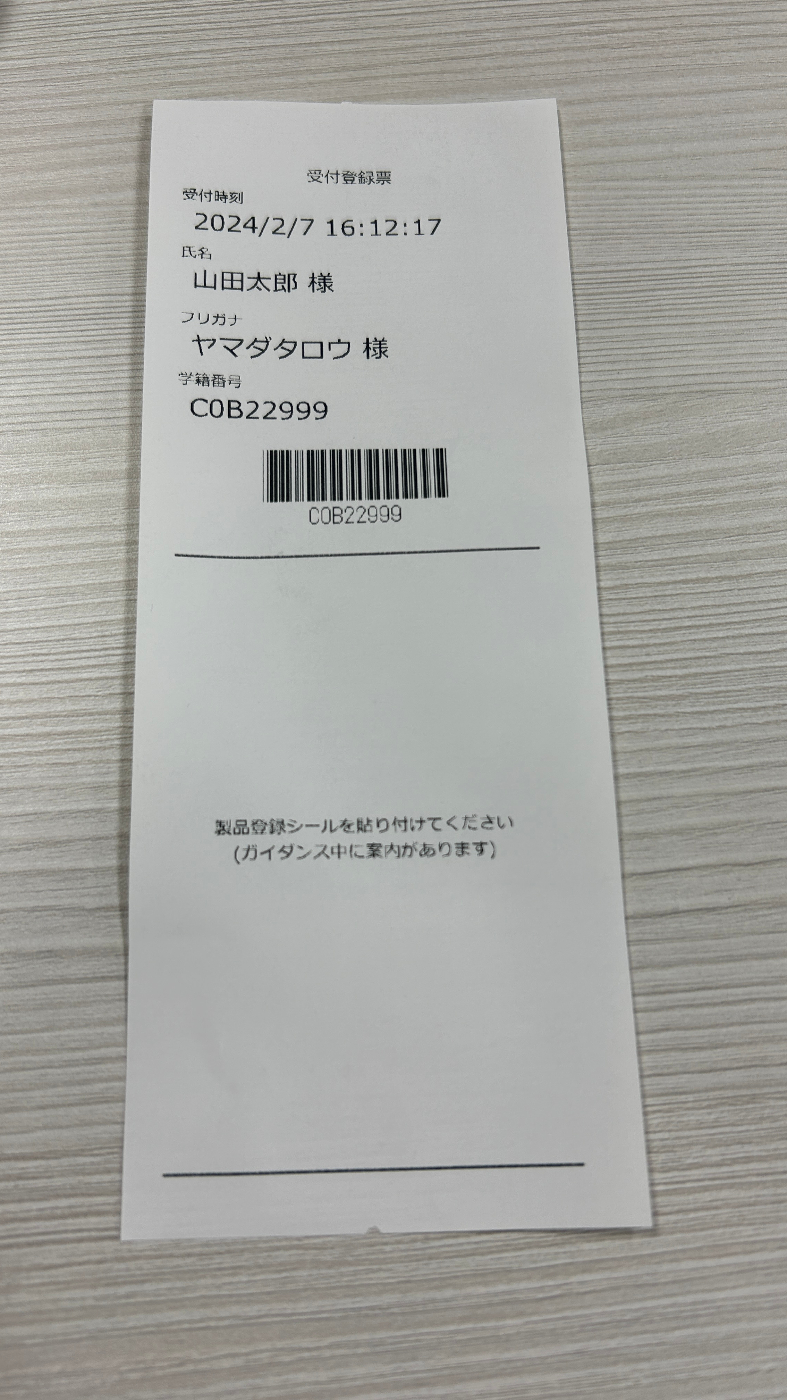 受付登録票
受付時刻
2024/2/7 16:12:17
氏名
山田太郎 様
フリガナ
ヤマダタロウ 様
学籍番号
C0B22999
C0B22999
製品登録シールを貼り付けてください
(ガイダンス中に案内があります)